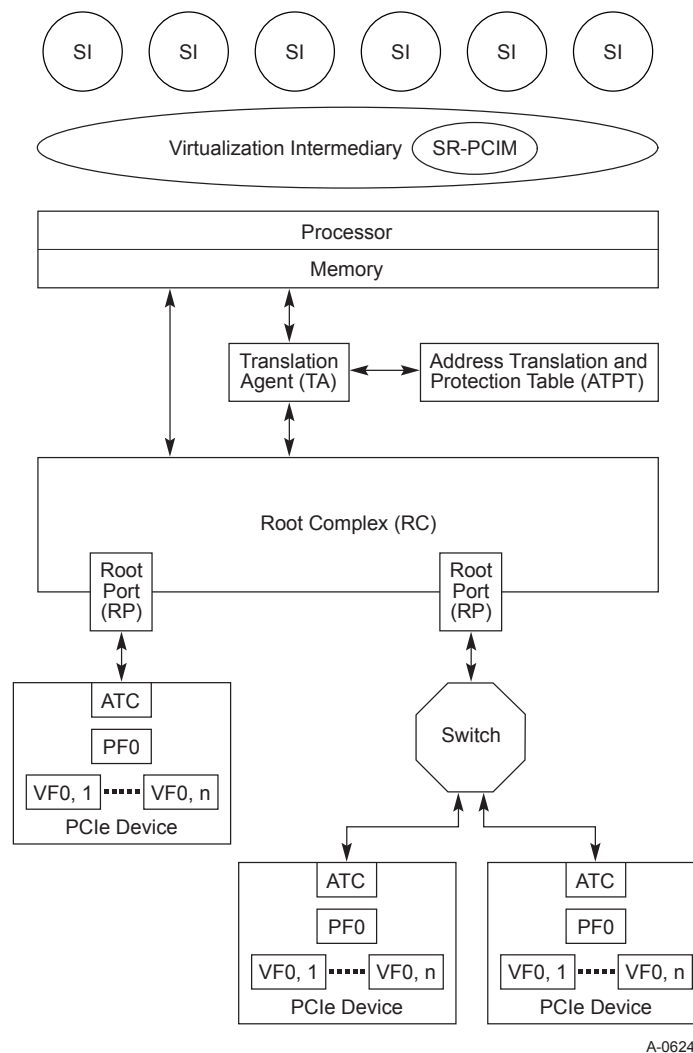 SI SI SI SI SI SI
Virtualization Intermediary SR-PCIM
Processor
Memory
Translation
Agent (TA)
Address Translation and
Protection Table (ATPT)
Root Complex (RC)
Root
Port
(RP)
Root
Port
(RP)
ATC
PF0
VF0, 1 VF0, n
PCIe Device
Switch
ATC
PF0
VF0, 1 VF0, n
PCIe Device
ATC
PF0
VF0, 1 VF0, n
PCIe Device
A-0624